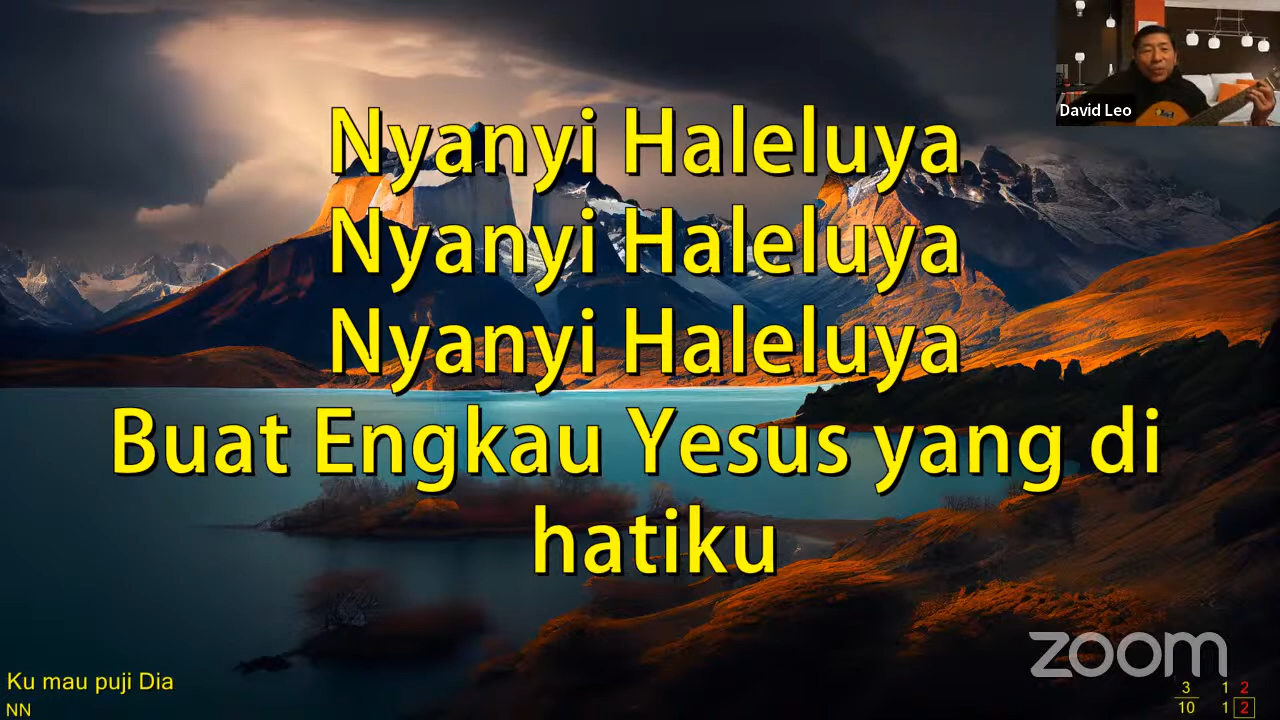 David Leo
Nyanyi Haleluya
Nyanyi Haleluya
Nyanyi Haleluya
Buat Engkau Yesus yang di
hatiku
zoom
Ku mau puji Dia
NN
3 1 2
10 1 2